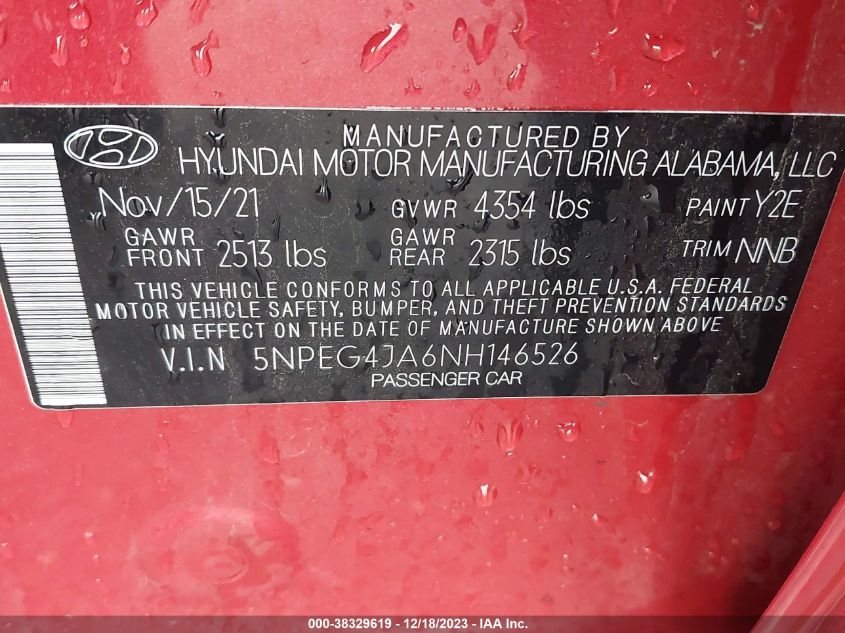 MANUFACTURED BY
HYUNDAI MOTOR MANUFACTURING ALABAMA, LLC
Nov/15/21 GVWR 4354 lbs PAINT Y2E
GAWR FRONT 2513 lbs GAWR REAR 2315 lbs TRIM NNB
THIS VEHICLE CONFORMS TO ALL APPLICABLE U.S.A. FEDERAL
MOTOR VEHICLE SAFETY, BUMPER, AND THEFT PREVENTION STANDARDS
IN EFFECT ON THE DATE OF MANUFACTURE SHOWN ABOVE
V.I.N 5NPEG4JA6NH146526
PASSENGER CAR
000-38329619 - 12/18/2023 - IAA Inc.